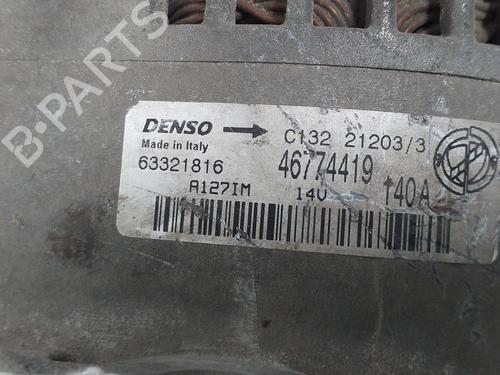 B-PARTS
DENSO C132 21203/3
Made in Italy
63321816 46774419
A127IM 14V 140A